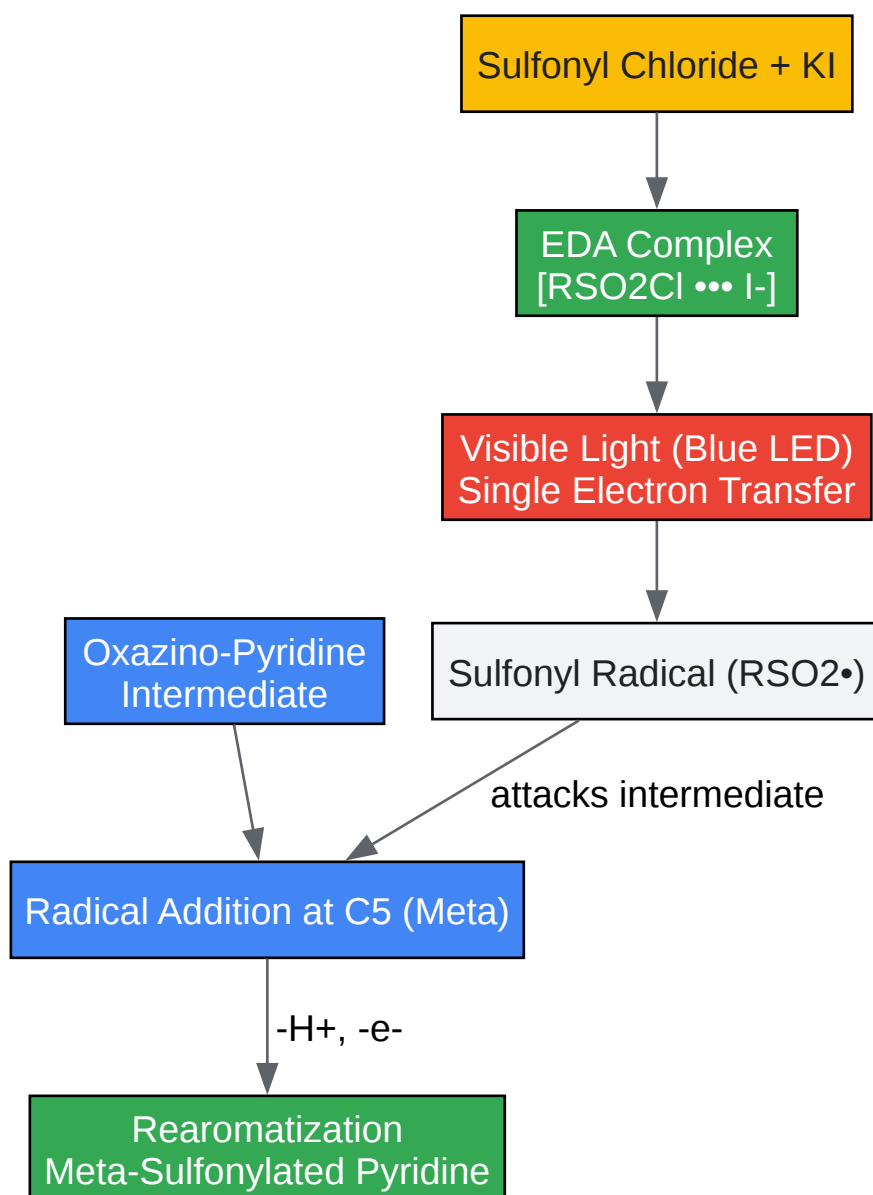 Sulfonyl Chloride + KI
EDA Complex
[RSO2Cl ••• I-]
Visible Light (Blue LED)
Single Electron Transfer
Oxazino-Pyridine
Intermediate
Sulfonyl Radical (RSO2•)
attacks intermediate
Radical Addition at C5 (Meta)
-H+, -e-
Rearomatization
Meta-Sulfonylated Pyridine